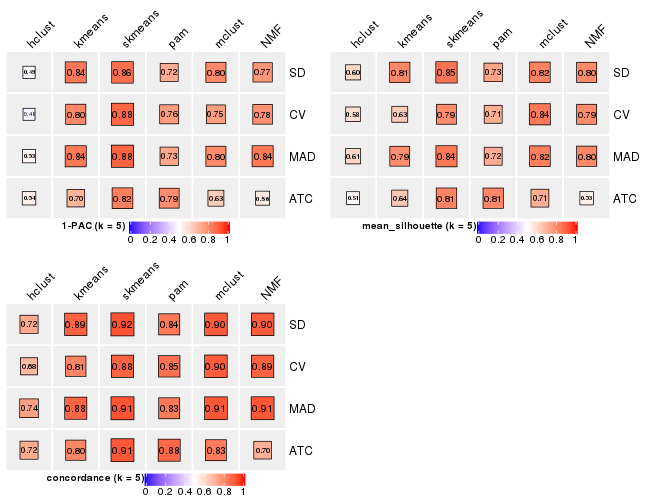 hclust kmeans skmeans pam mclust NMF
0.49 0.84 0.86 0.72 0.80 0.77 SD
0.41 0.80 0.88 0.76 0.75 0.78 CV
0.53 0.84 0.88 0.73 0.80 0.84 MAD
0.54 0.70 0.82 0.79 0.63 0.56 ATC
1-PAC (k = 5)
0 0.2 0.4 0.6 0.8 1
hclust kmeans skmeans pam mclust NMF
0.60 0.81 0.85 0.73 0.82 0.80 SD
0.58 0.63 0.79 0.71 0.84 0.79 CV
0.61 0.79 0.84 0.72 0.82 0.80 MAD
0.51 0.64 0.81 0.81 0.71 0.53 ATC
mean_silhouette (k = 5)
0 0.2 0.4 0.6 0.8 1
hclust kmeans skmeans pam mclust NMF
0.72 0.89 0.92 0.84 0.90 0.90 SD
0.68 0.81 0.88 0.85 0.90 0.89 CV
0.74 0.88 0.91 0.83 0.91 0.91 MAD
0.72 0.80 0.91 0.88 0.83 0.70 ATC
concordance (k = 5)
0 0.2 0.4 0.6 0.8 1